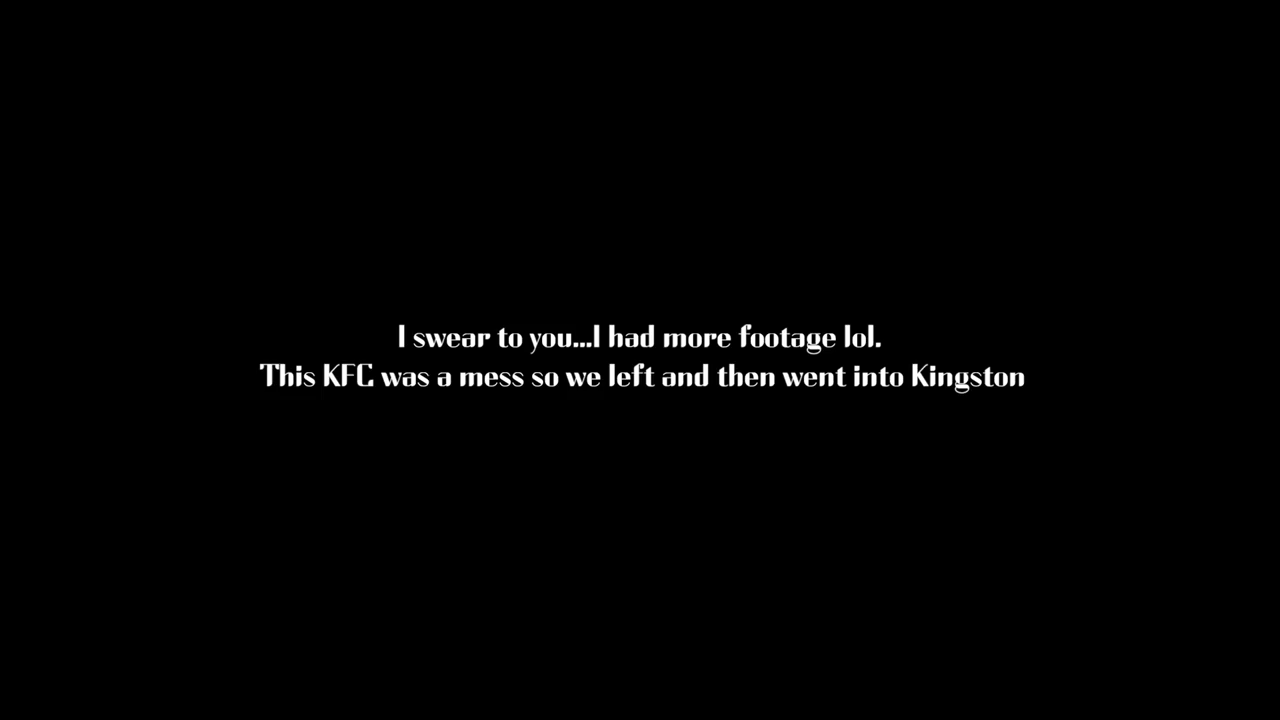 I swear to you...I had more footage lol.
This KFC was a mess so we left and then went into Kingston